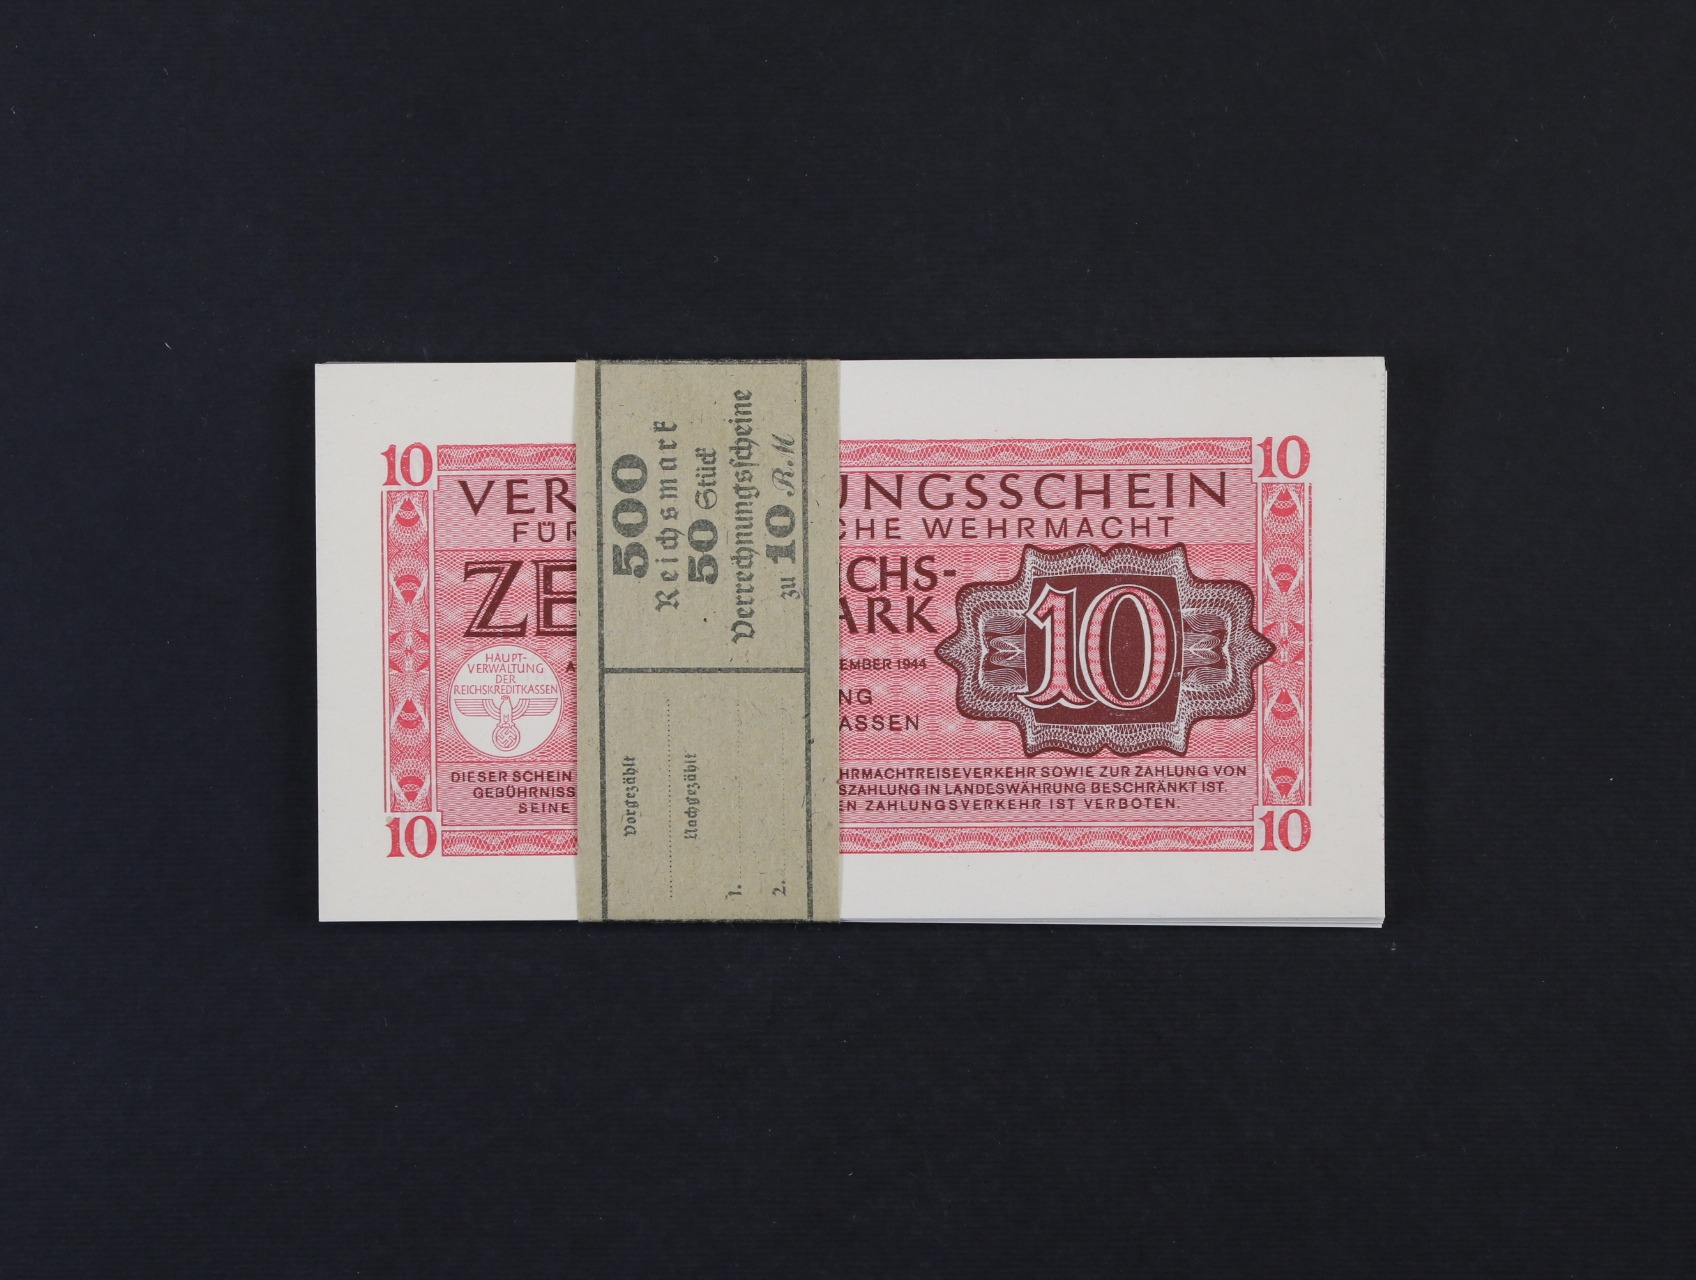 10
10
VER
UNGSSCHEIN
FÜR
CHE WEHRMACHT
ZE
CHS-
ARK
10
HAUPT-
VERWALTUNG
DER
REICHSKREDITKASSEN
A
EMBER 1944
NG
ASSEN
DIESER SCHEIN
HRMACHTREISEVERKEHR SOWIE ZUR ZAHLUNG VON
GEBÜHRNISS
SZAHLUNG IN LANDESWÄHRUNG BESCHRÄNKT IST.
SEINE
EN ZAHLUNGSVERKEHR IST VERBOTEN.
10
10
500
Reichsmark
50 Stück
Verrechnungsscheine
zu 10 R.M
Vorgezählt
Nachgezählt
1.
2.